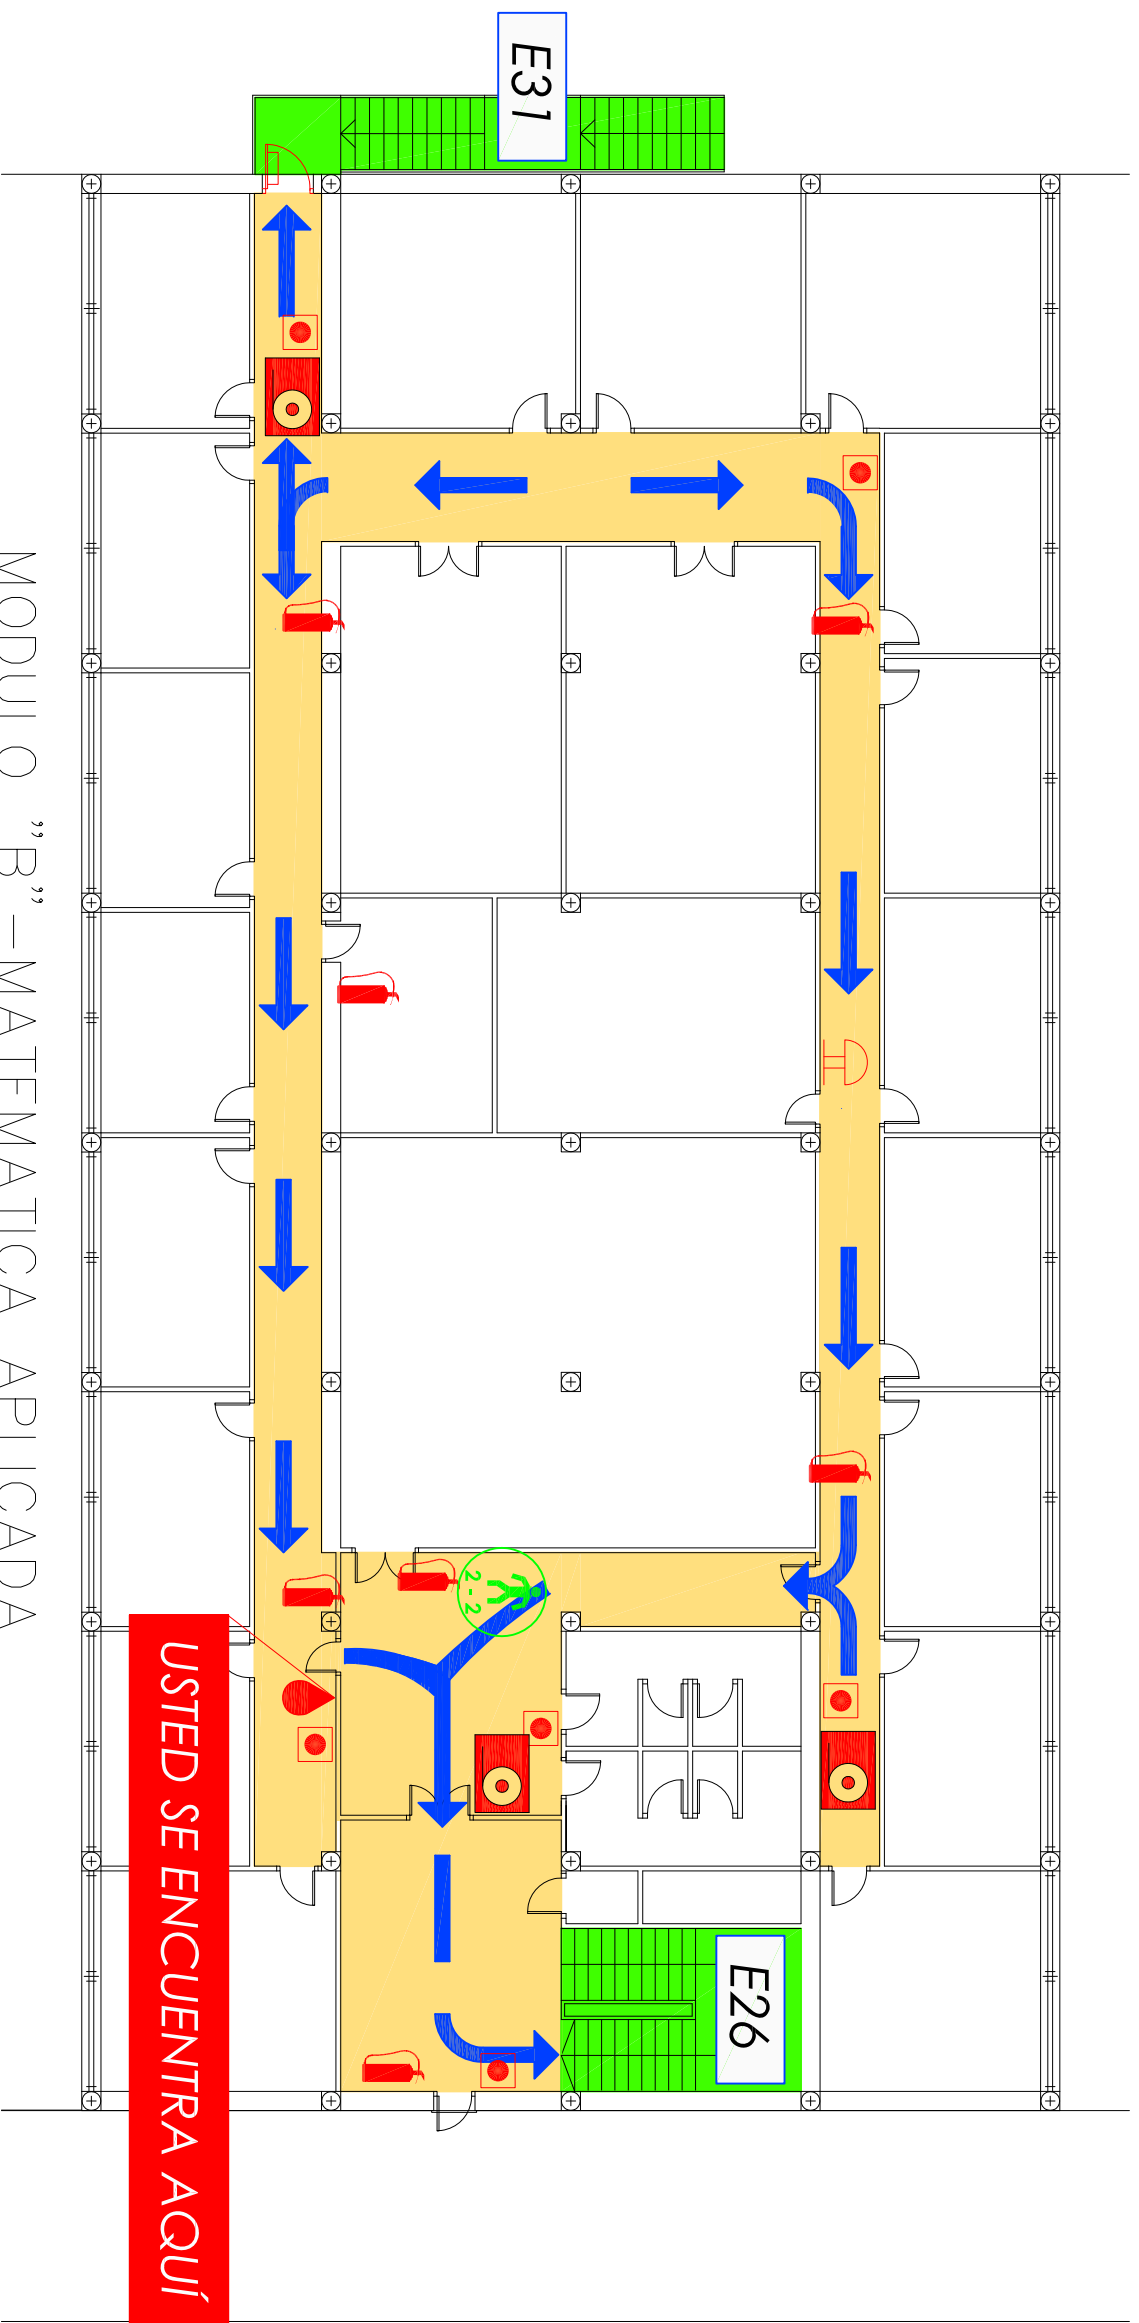 E31
E26
2-2
MODULO "B"-MATEMATICA APLICADA
USTED SE ENCUENTRA AQUÍ